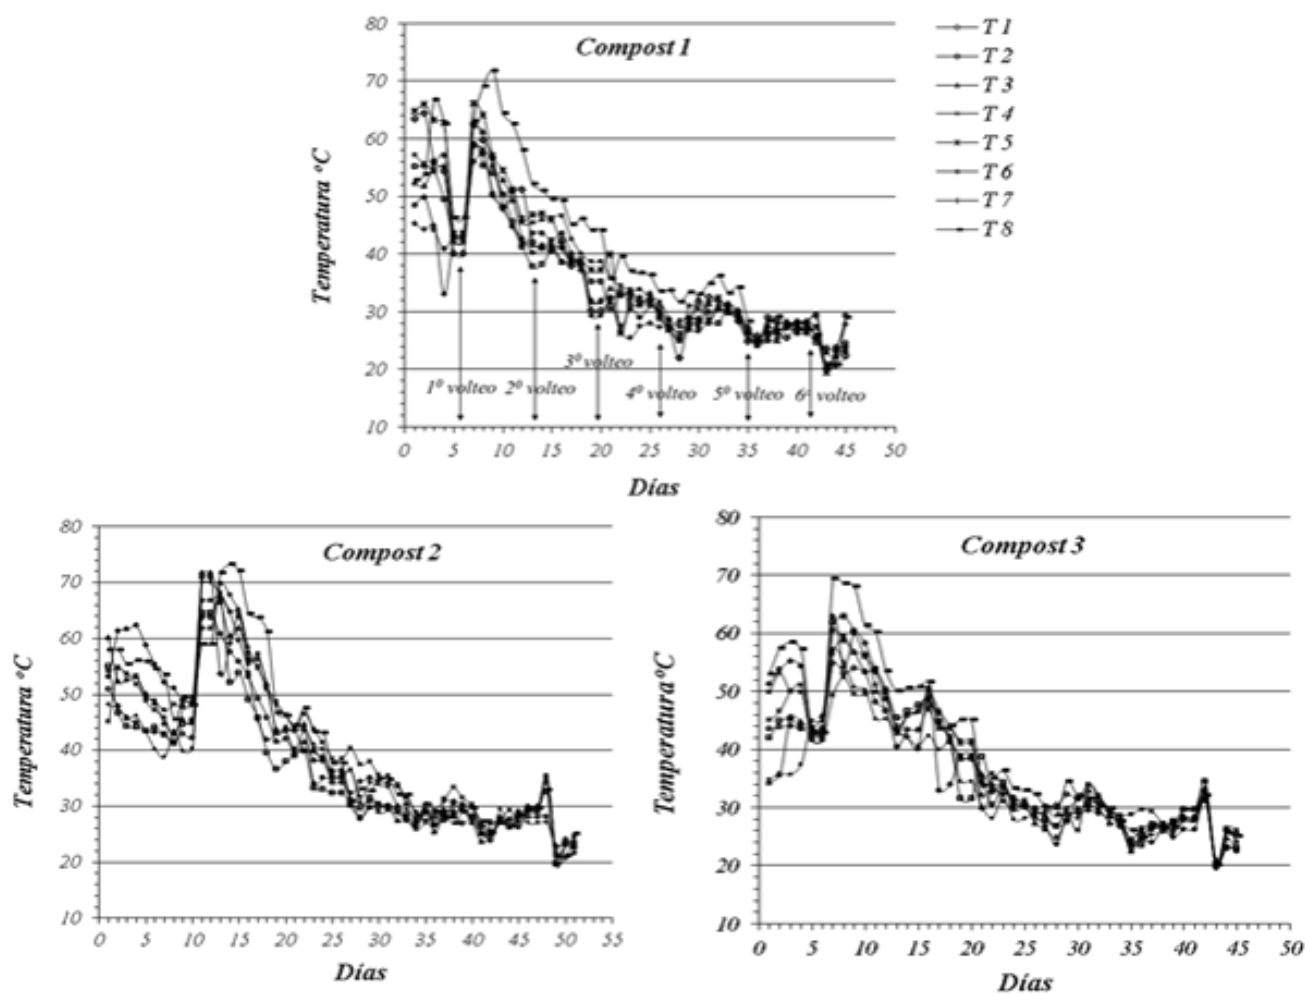 Compost 1
Temperatura °C
80
70
60
50
40
30
20
10
1º volteo
2º volteo
3º volteo
4º volteo
5º volteo
6º volteo
0
5
10
15
20
25
30
35
40
45
50
Días
T 1
T 2
T 3
T 4
T 5
T 6
T 7
T 8
Compost 2
Temperatura °C
80
70
60
50
40
30
20
10
0
5
10
15
20
25
30
35
40
45
50
55
Días
Compost 3
Temperatura°C
80
70
60
50
40
30
20
10
0
5
10
15
20
25
30
35
40
45
50
Días